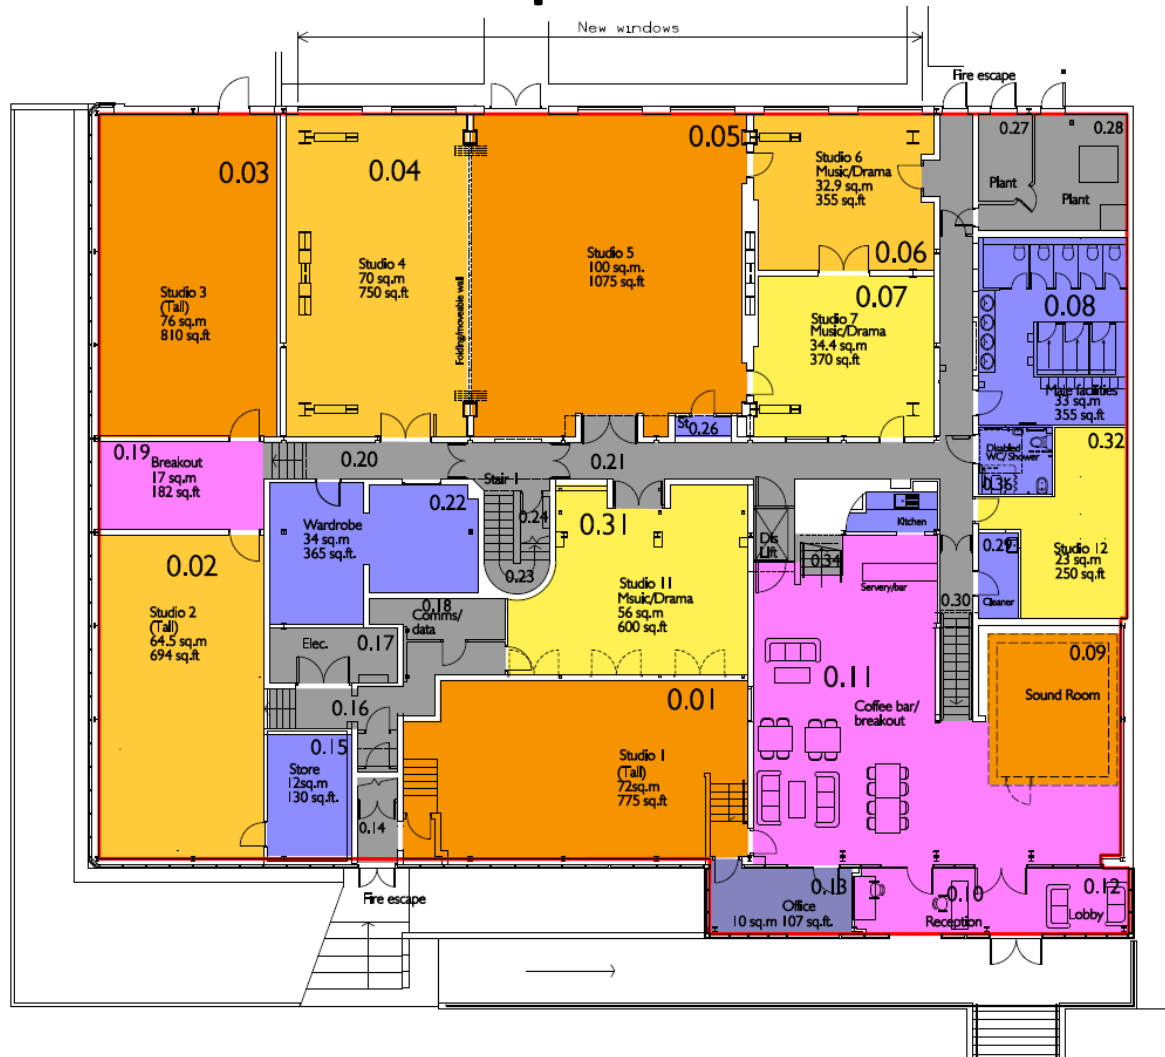 New windows
Fire escape
0.03
0.04
0.05
0.27
0.28
Studio 6
Music/Drama
32.9 sq.m
355 sq.ft
Plant
Plant
0.06
Studio 3
(Tall)
76 sq.m
810 sq.ft
Studio 4
70 sq.m
750 sq.ft
Folding/moveable wall
Studio 5
100 sq.m.
1075 sq.ft
0.07
Studio 7
Music/Drama
34.4 sq.m
370 sq.ft
0.08
Male facilities
33 sq.m
355 sq.ft
St.
0.26
0.19
Breakout
17 sq.m
182 sq.ft
0.20
Stair 1
0.21
Disabled
WC/Shower
0.36
0.32
Wardrobe
34 sq.m
365 sq.ft.
0.22
0.24
0.23
0.31
Studio 11
Msuic/Drama
56 sq.m
600 sq.ft
Dis
Lift
0.34
Kitchen
Servery/bar
0.29
Cleaner
Studio 12
23 sq.m
250 sq.ft
0.30
0.02
Studio 2
(Tall)
64.5 sq.m
694 sq.ft
0.18
Comms/
data
Elec.
0.17
0.16
0.01
Studio 1
(Tall)
72sq.m
775 sq.ft
0.11
Coffee bar/
breakout
0.09
Sound Room
0.15
Store
12sq.m
130 sq.ft.
0.14
Fire escape
0.13
Office
10 sq.m 107 sq.ft.
0.10
Reception
0.12
Lobby